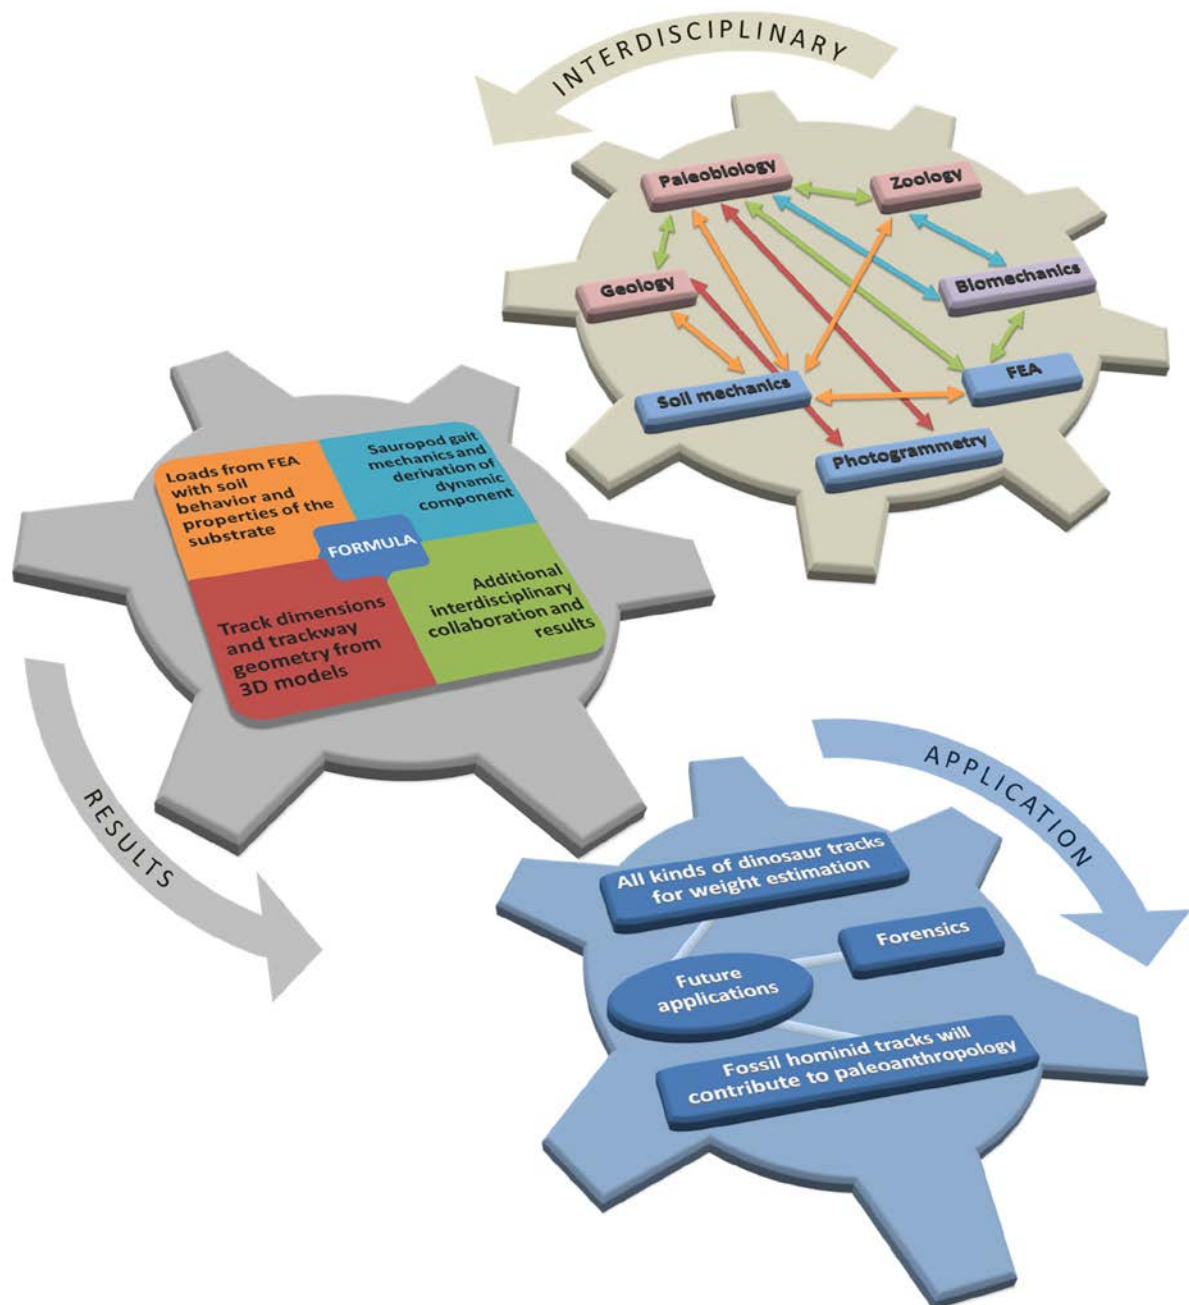 INTERDISCIPLINARY
Paleobiology
Zoology
Geology
Biomechanics
Soil mechanics
FEA
Photogrammetry
Loads from FEA
with soil
behavior and
properties of the
substrate
Sauropod gait
mechanics and
derivation of
dynamic
component
FORMULA
Track dimensions
and trackway
geometry from
3D models
Additional
interdisciplinary
collaboration and
results
RESULTS
APPLICATION
All kinds of dinosaur tracks
for weight estimation
Forensics
Future
applications
Fossil hominid tracks will
contribute to paleoanthropology